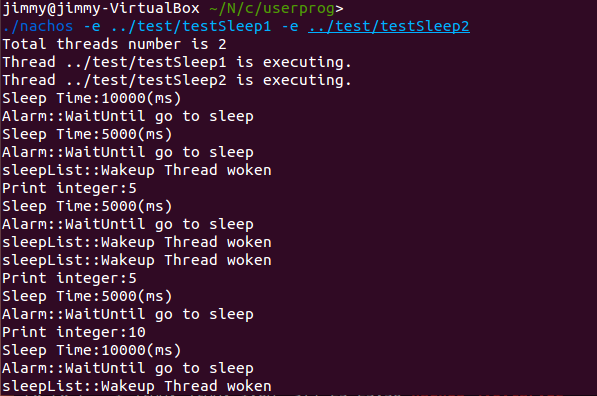 jimmy@jimmy-VirtualBox ~/N/c/userprog>
./nachos -e ../test/testSleep1 -e ../test/testSleep2
Total threads number is 2
Thread ../test/testSleep1 is executing.
Thread ../test/testSleep2 is executing.
Sleep Time:10000(ms)
Alarm::WaitUntil go to sleep
Sleep Time:5000(ms)
Alarm::WaitUntil go to sleep
sleepList::Wakeup Thread woken
Print integer:5
Sleep Time:5000(ms)
Alarm::WaitUntil go to sleep
sleepList::Wakeup Thread woken
sleepList::Wakeup Thread woken
Print integer:5
Sleep Time:5000(ms)
Alarm::WaitUntil go to sleep
Print integer:10
Sleep Time:10000(ms)
Alarm::WaitUntil go to sleep
sleepList::Wakeup Thread woken